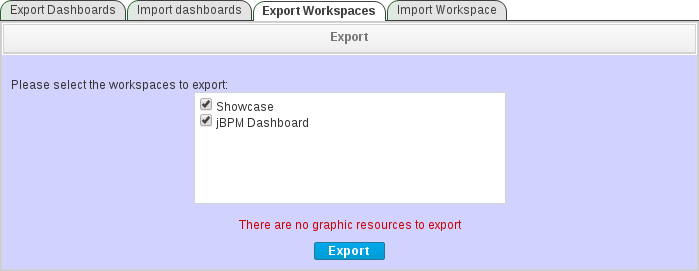 Export Dashboards Import dashboards Export Workspaces Import Workspace
Export
Please select the workspaces to export:
Showcase
jBPM Dashboard
There are no graphic resources to export
Export